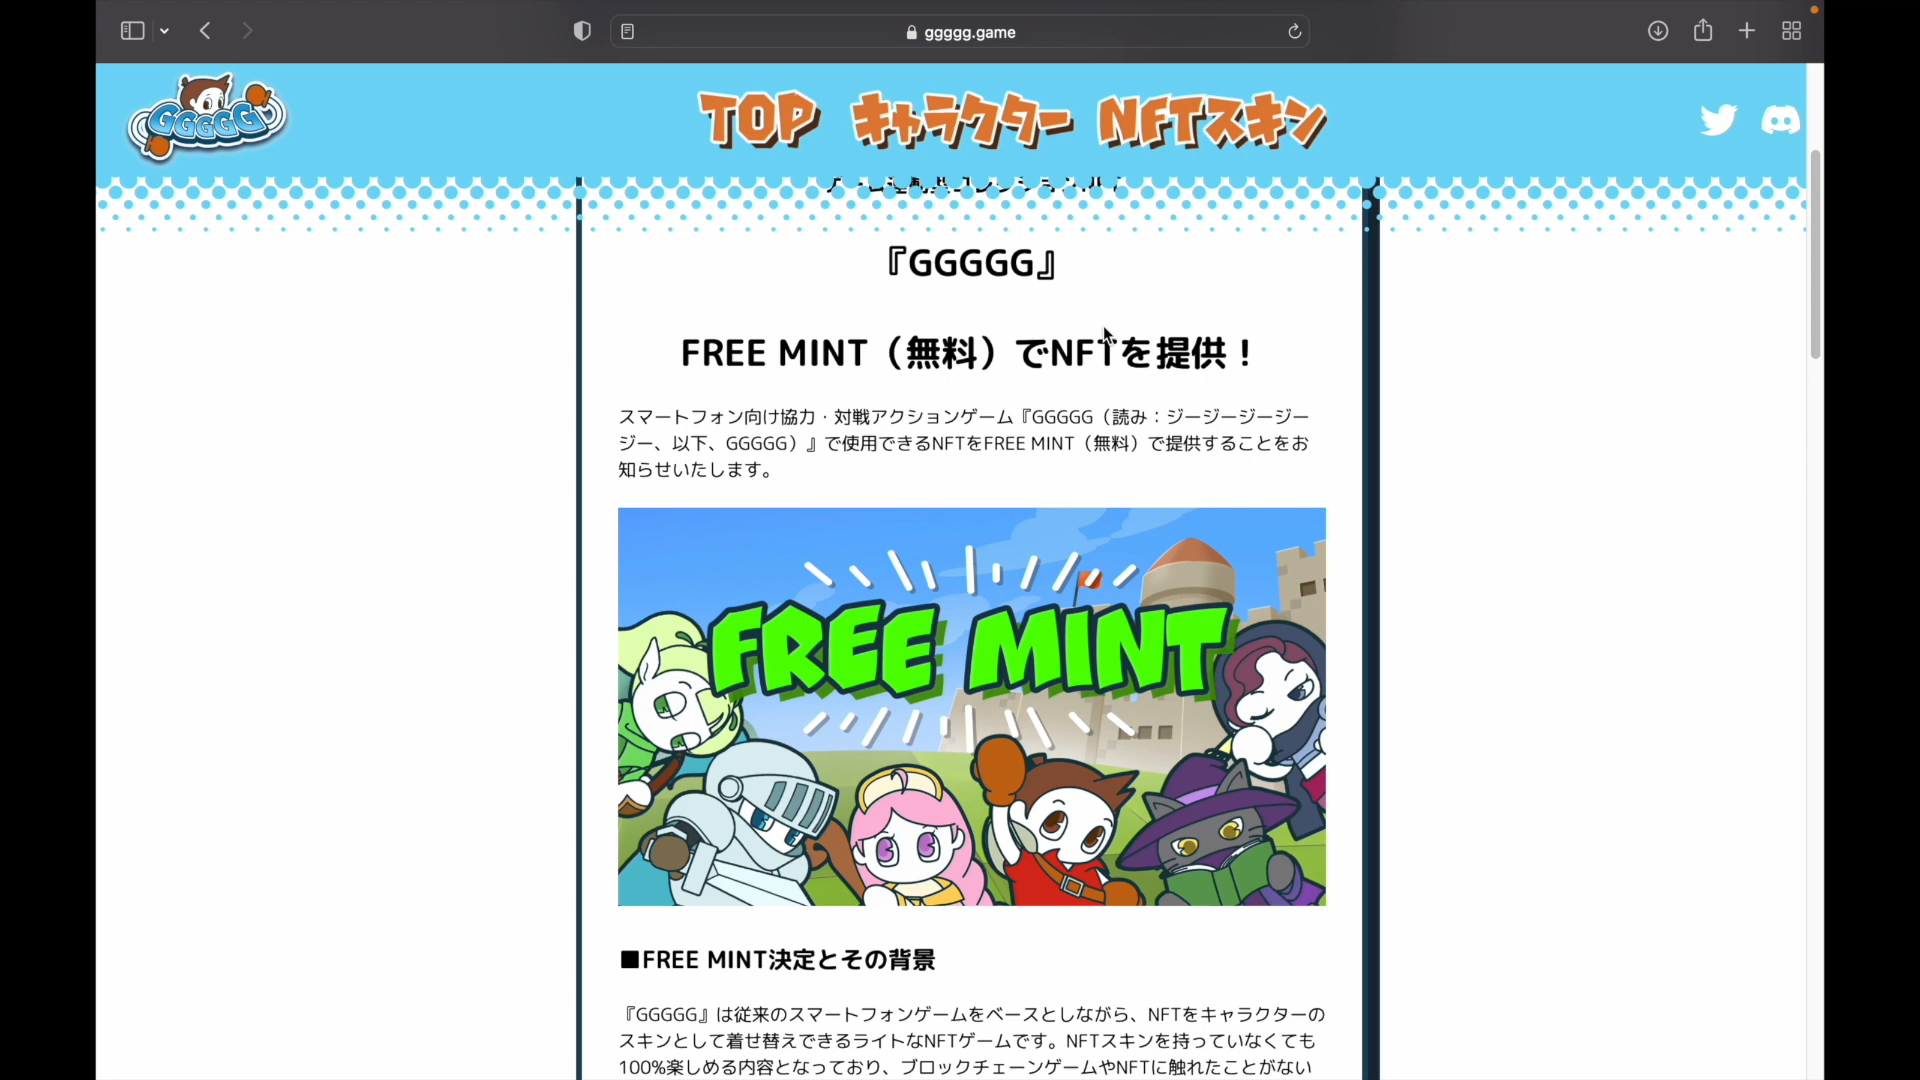 ggggg.game
GGGGG
TOP キャラクター NFTスキン
『GGGGG』
FREE MINT（無料）でNFTを提供！
スマートフォン向け協力・対戦アクションゲーム『GGGGG（読み：ジージージージー
ジー、以下、GGGGG）』で使用できるNFTをFREE MINT（無料）で提供することをお
知らせいたします。
FREE MINT
■FREE MINT決定とその背景
『GGGGG』は従来のスマートフォンゲームをベースとしながら、NFTをキャラクターの
スキンとして着せ替えできるライトなNFTゲームです。NFTスキンを持っていなくても
100%楽しめる内容となっており、ブロックチェーンゲームやNFTに触れたことがない